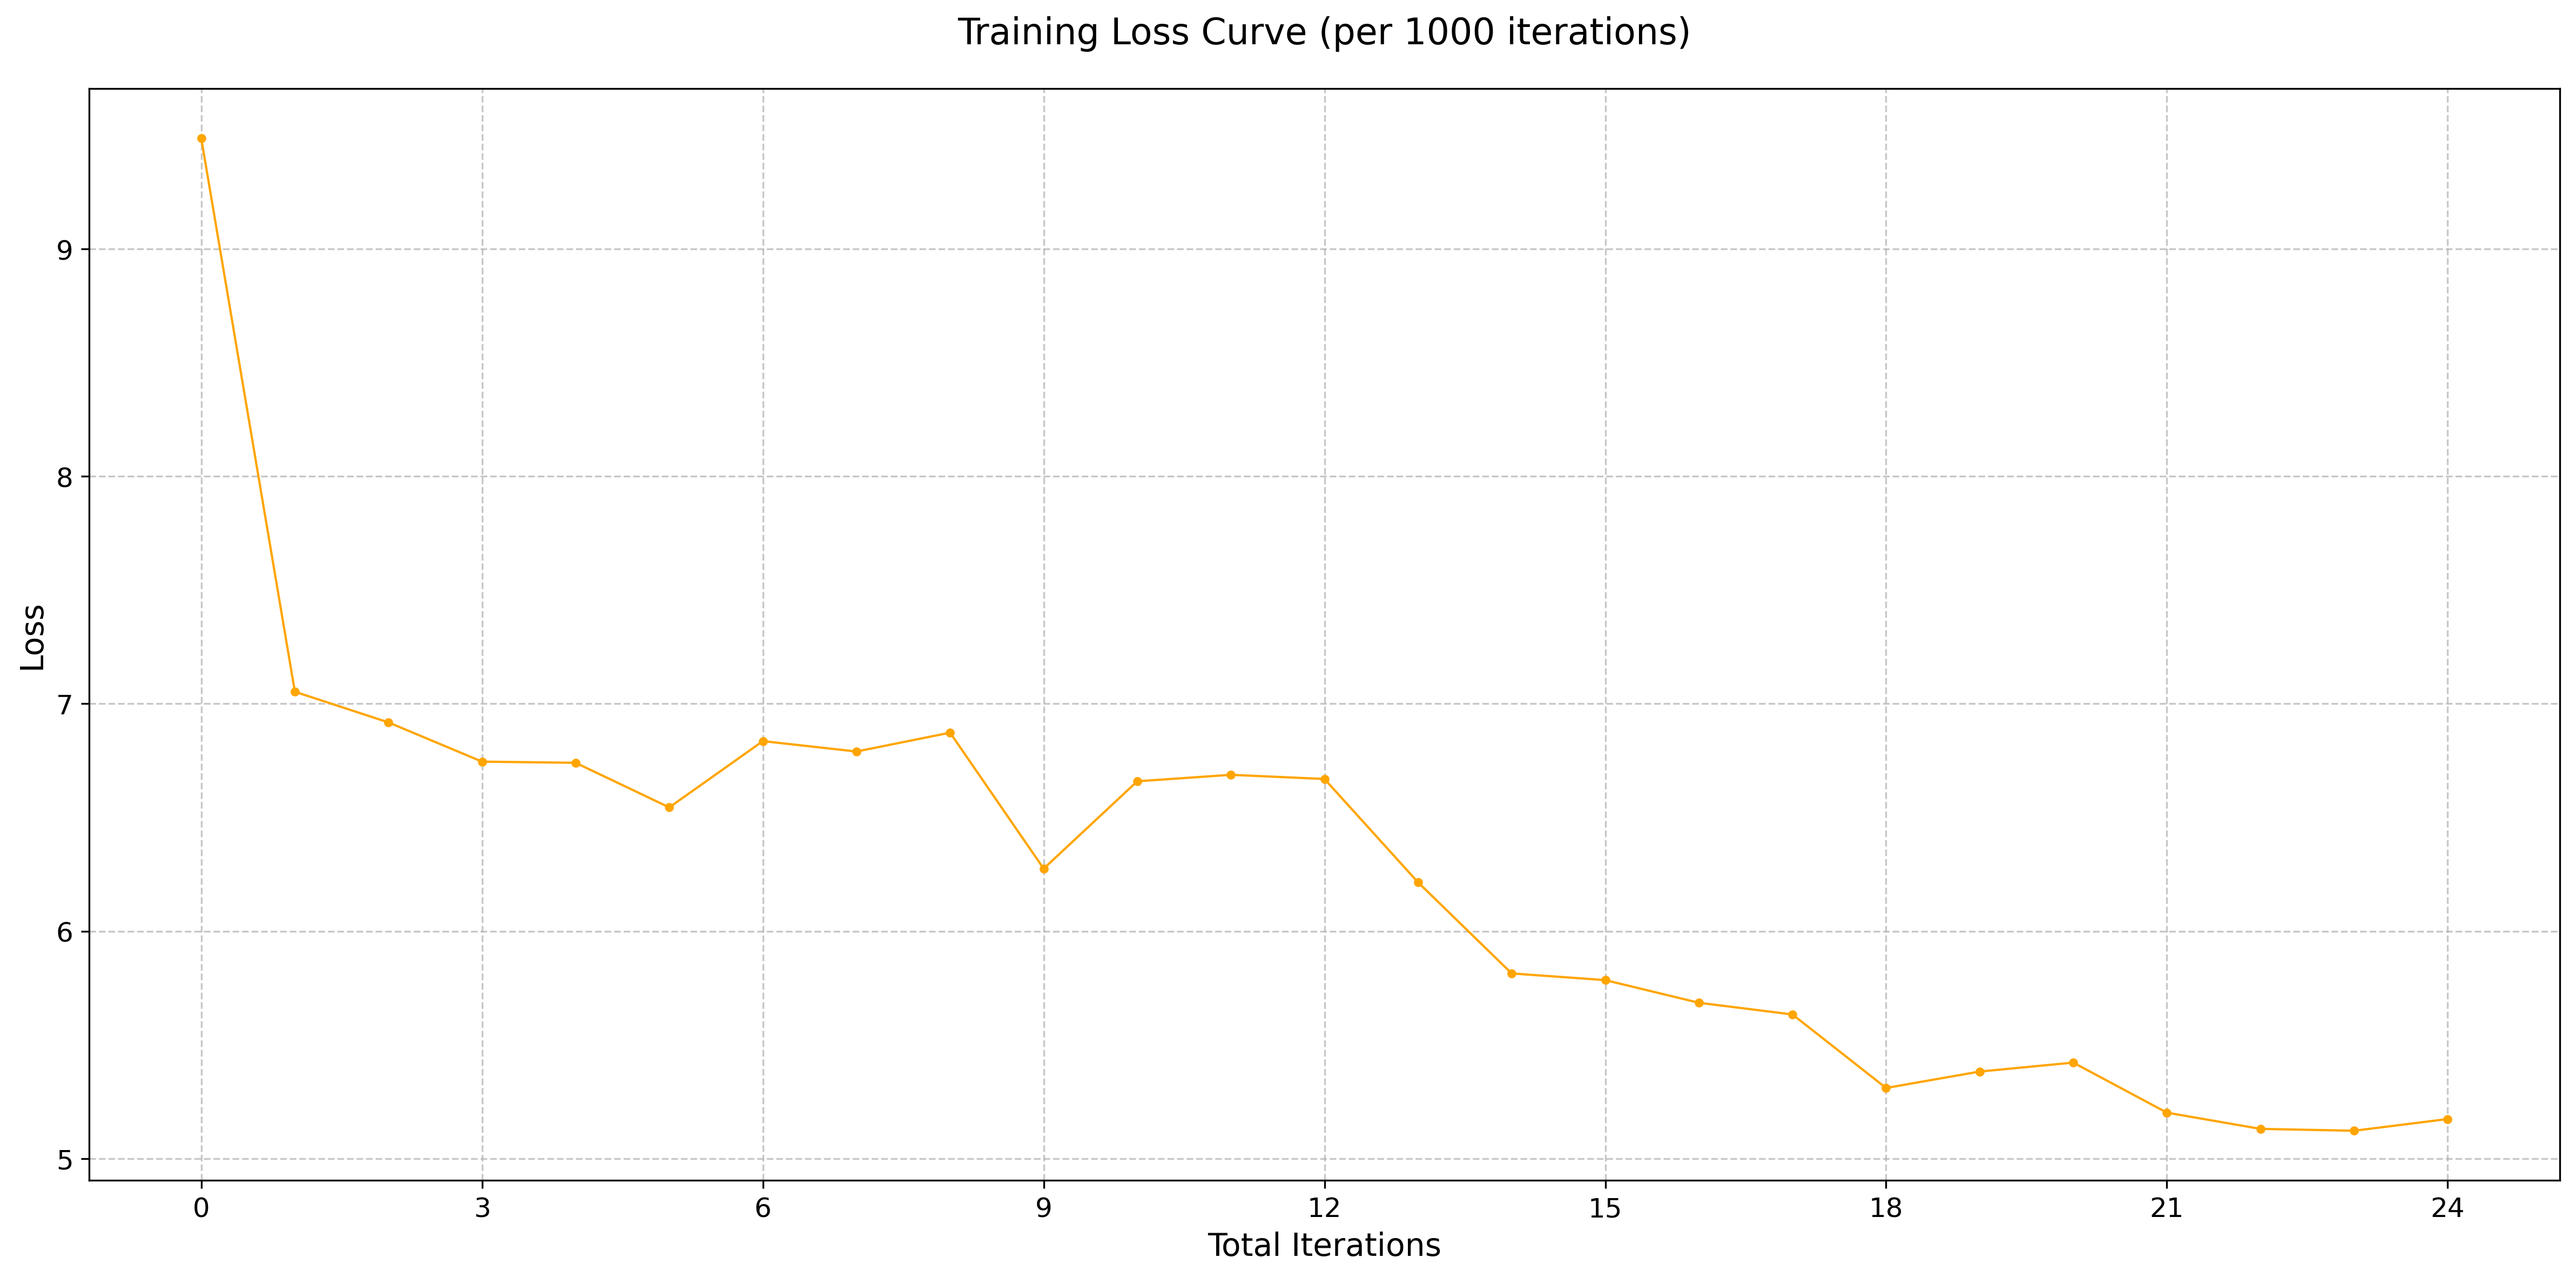 Training Loss Curve (per 1000 iterations)
Loss
9
8
7
6
5
0 3 6 9 12 15 18 21 24
Total Iterations